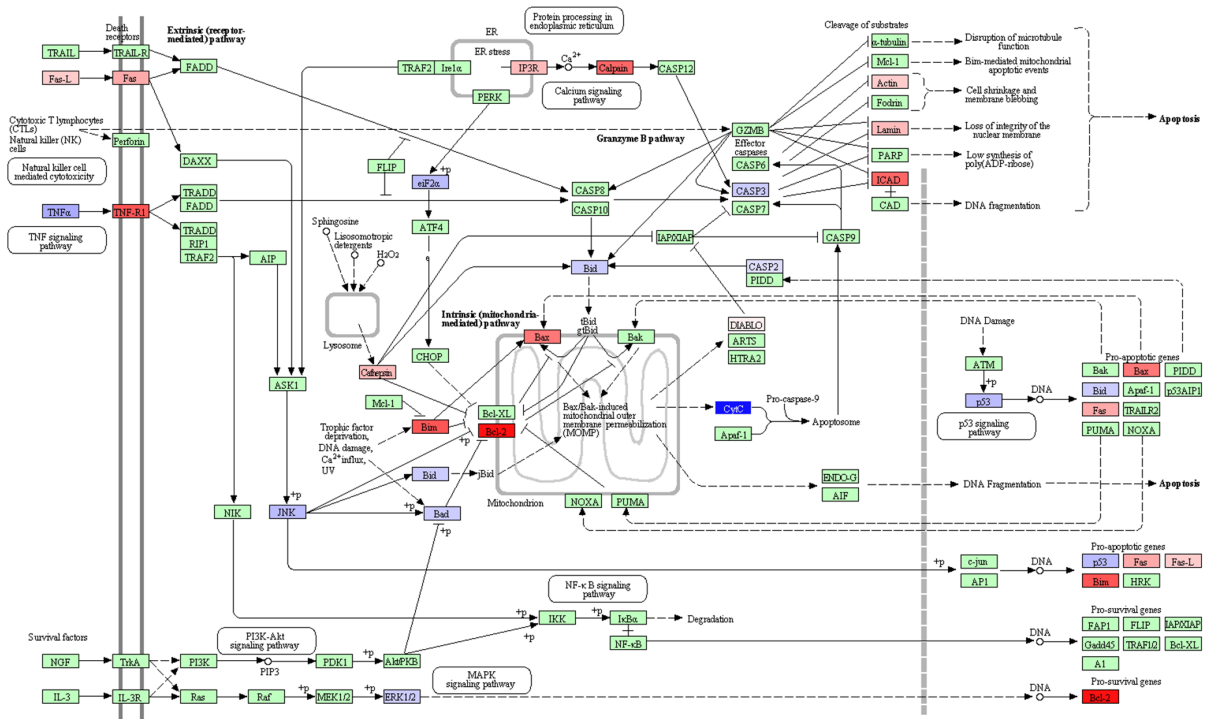 Protein processing in
endoplasmic reticulum
Death
receptors
Extrinsic (receptor-
mediated) pathway
ER
ER stress
Cleavage of substrates
TRAIL
TRAIL-R
FADD
TRAF2
Ire1α
IP3R
Ca2+
Calpain
CASP12
α-tubulin
Disruption of microtubule
function
Mcl-1
Bim-mediated mitochondrial
apoptotic events
Fas-L
Fas
PERK
Calcium signaling
pathway
Actin
Fodrin
Cell shrinkage and
membrane blebbing
Cytotoxic T lymphocytes
(CTLs)
Natural killer (NK)
cells
Perforin
Granzyme B pathway
GZMB
Effector
caspases
Lamin
Loss of integrity of the
nuclear membrane
Apoptosis
Natural killer cell
mediated cytotoxicity
DAXX
FLIP
+p
eiF2α
CASP8
CASP6
CASP3
PARP
Low synthesis of
poly(ADP-ribose)
ICAD
TNFα
TNF-R1
TRADD
FADD
CASP10
CASP7
CAD
DNA fragmentation
TNF signaling
pathway
TRADD
RIP1
TRAF2
AIP
Sphingosine
Lisosomotropic
detergents
H2O2
ATF4
IAP/XIAP
CASP9
e
Bid
CASP2
PIDD
Lysosome
Intrinsic (mitochondria-
mediated) pathway
tBid
gtBid
Bax
Bak
DIABLO
ARTS
HTRA2
DNA Damage
ATM
+p
p53
DNA
Pro-apoptotic genes
Bak
Bax
PIDD
Bid
Apaf-1
p53AIP1
Fas
TRAILR2
PUMA
NOXA
p53 signaling
pathway
CHOP
Cathepsin
ASK1
Mcl-1
Bcl-XL
Bim
Bcl-2
+p
Bax/Bak-induced
mitochondrial outer
membrane permeabilization
(MOMP)
CytC
Pro-caspase-9
Apaf-1
Apoptosome
Trophic factor
deprivation,
DNA damage,
Ca2+influx,
UV
Bid
jBid
Mitochondrion
NOXA
PUMA
ENDO-G
AIF
DNA Fragmentation
Apoptosis
NIK
+p
JNK
+p
Bad
+p
+p
c-jun
AP1
DNA
Pro-apoptotic genes
p53
Fas
Fas-L
Bim
HRK
NF-κB signaling
pathway
+p
+p
IKK
+p
IκBα
Degradation
NF-κB
DNA
Pro-survival genes
FAP1
FLIP
IAP/XIAP
Gadd45
TRAF1/2
Bcl-XL
A1
Survival factors
PI3K-Akt
signaling pathway
NGF
TrkA
PI3K
PIP3
PDK1
+p
Akt/PKB
MAPK
signaling pathway
IL-3
IL-3R
Ras
Raf
+p
MEK1/2
+p
ERK1/2
DNA
Pro-survival genes
Bcl-2